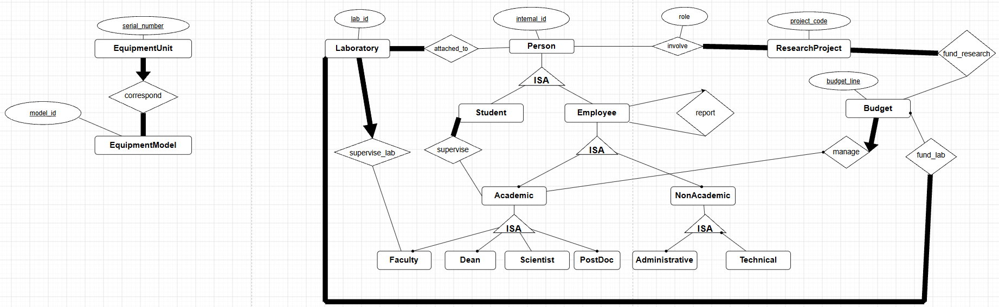 serial_number
lab_id
internal_id
role
project_code
EquipmentUnit
Laboratory
attached_to
Person
involve
ResearchProject
fund_research
ISA
budget_line
correspond
model_id
Student
Employee
report
Budget
EquipmentModel
supervise_lab
supervise
ISA
manage
fund_lab
Academic
NonAcademic
ISA
ISA
Faculty
Dean
Scientist
PostDoc
Administrative
Technical